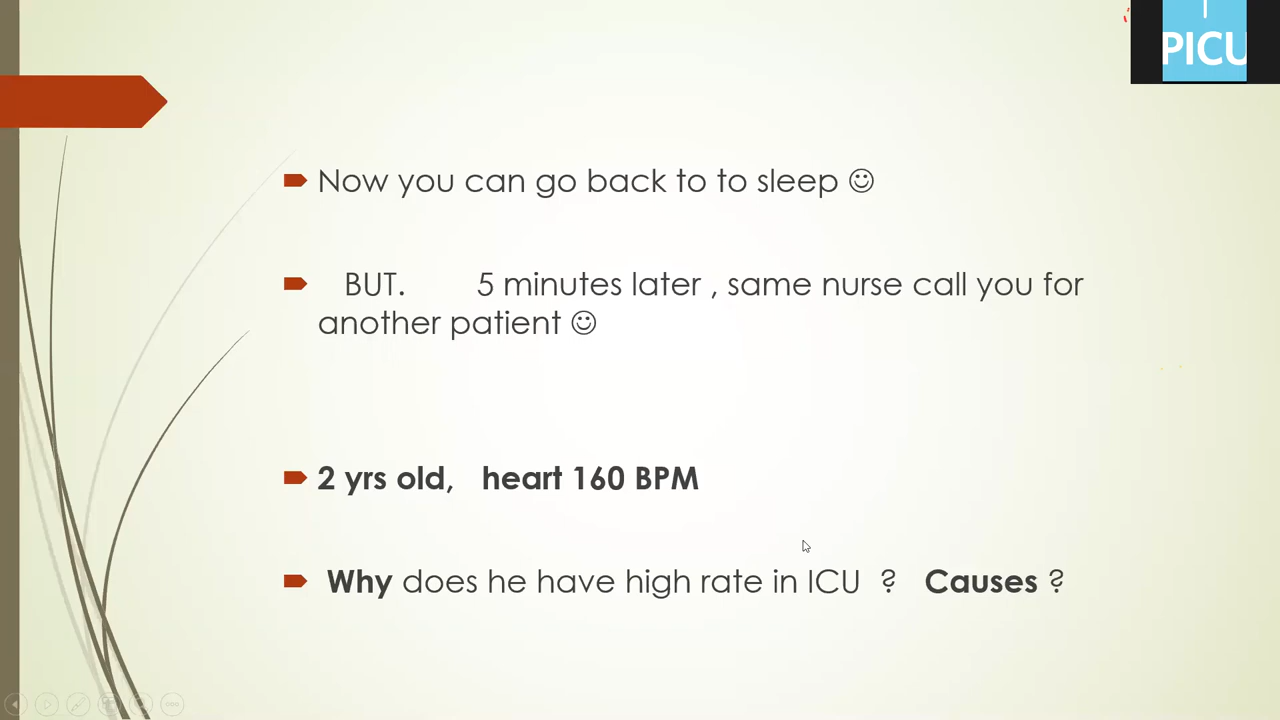 PICU
Now you can go back to to sleep ☺
BUT. 5 minutes later , same nurse call you for
another patient ☺
2 yrs old, heart 160 BPM
Why does he have high rate in ICU ? Causes ?